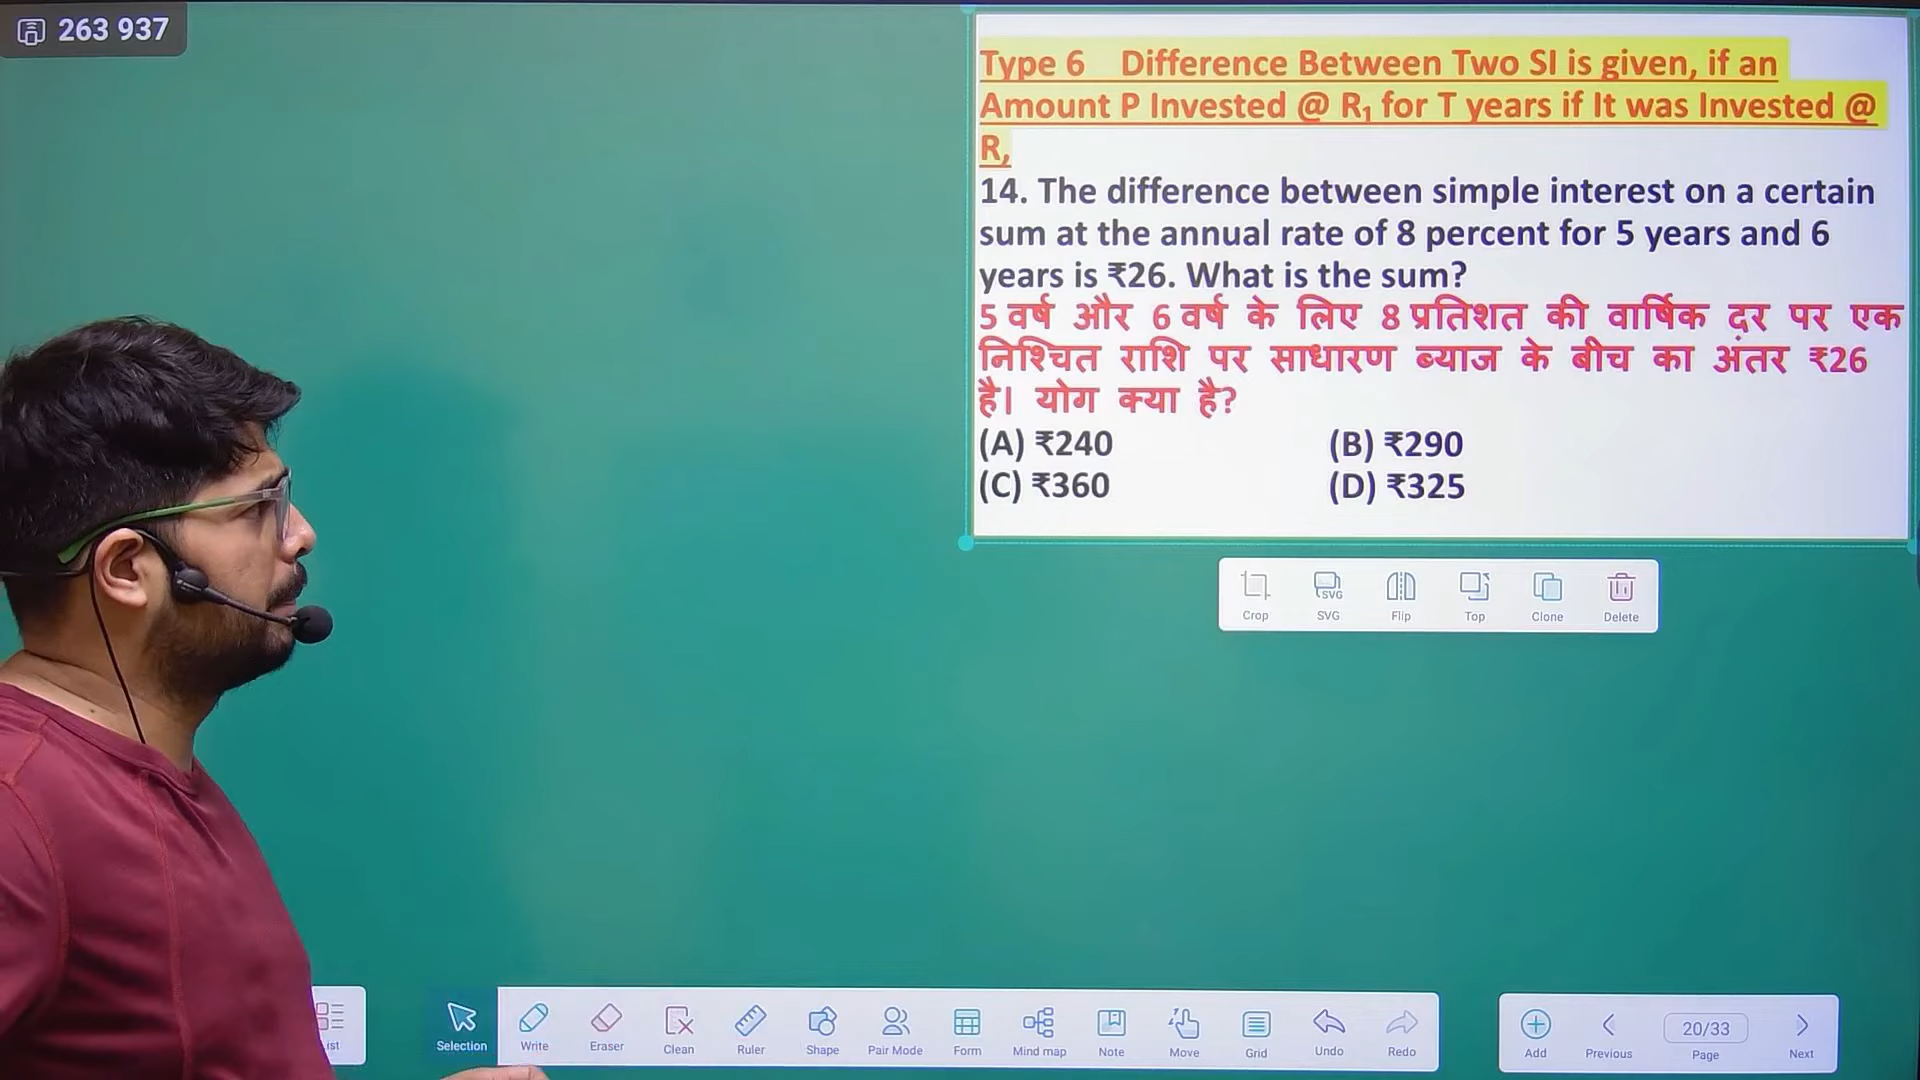 263 937
Type 6 Difference Between Two SI is given, if an
Amount P Invested @ R₁ for T years if It was Invested @
R,
14. The difference between simple interest on a certain
sum at the annual rate of 8 percent for 5 years and 6
years is ₹26. What is the sum?
5 वर्ष और 6 वर्ष के लिए 8 प्रतिशत की वार्षिक दर पर एक
निश्चित राशि पर साधारण ब्याज के बीच का अंतर ₹26
है। योग क्या है?
(A) ₹240 (B) ₹290
(C) ₹360 (D) ₹325
Crop SVG Flip Top Clone Delete
Selection Write Eraser Clean Ruler Shape Pair Mode Form Mind map Note Move Grid Undo Redo
Add Previous 20/33 Page Next